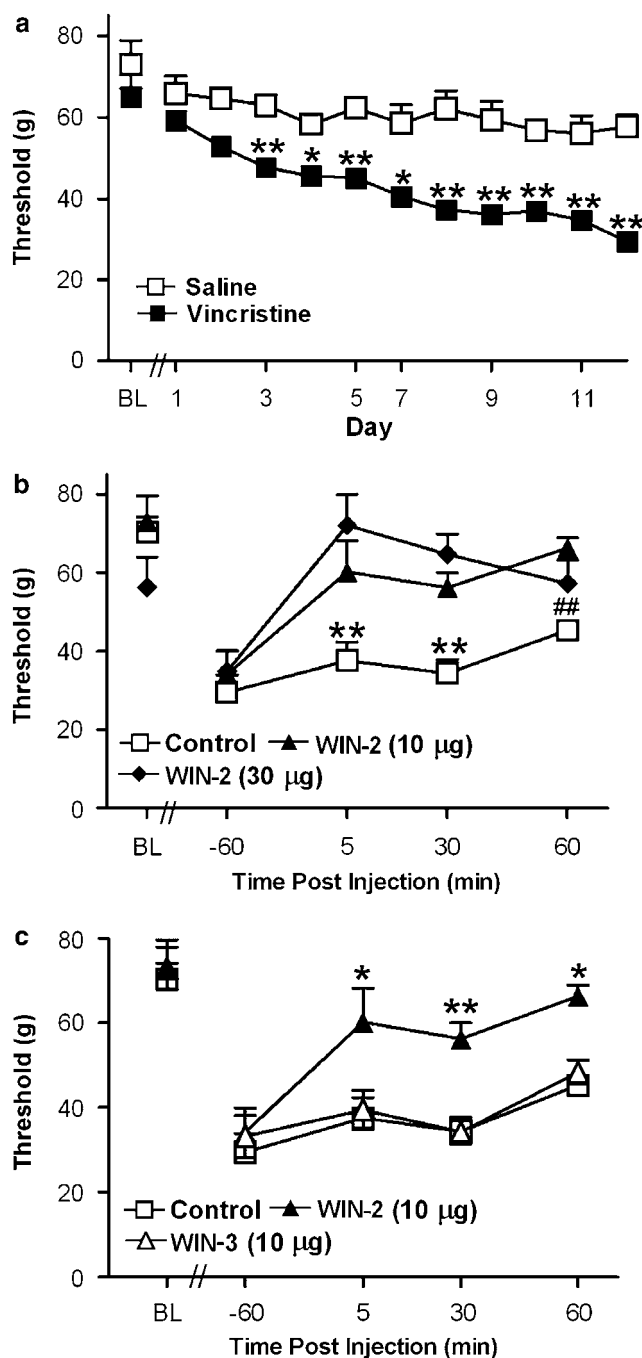 a
80
60
40
20
0
Threshold (g)
** * ** * ** ** ** ** **
Saline
Vincristine
BL // 1 3 5 7 9 11
Day
b
80
60
40
20
0
Threshold (g)
** ** ##
Control WIN-2 (10 µg)
WIN-2 (30 µg)
BL // -60 5 30 60
Time Post Injection (min)
c
80
60
40
20
0
Threshold (g)
* ** *
Control WIN-2 (10 µg)
WIN-3 (10 µg)
BL // -60 5 30 60
Time Post Injection (min)